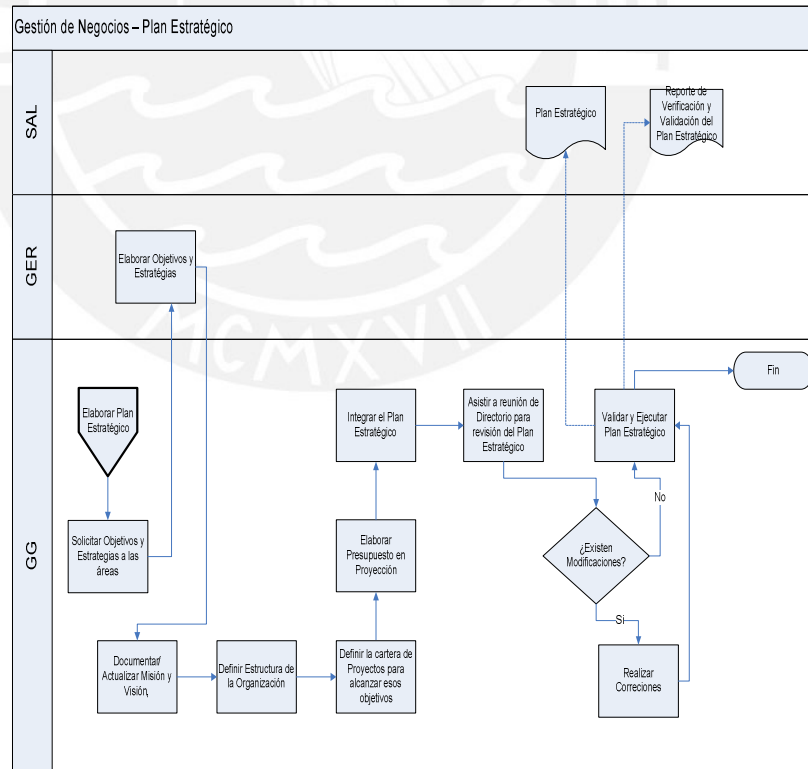 Gestión de Negocios – Plan Estratégico
SAL
Plan Estratégico
Reporte de
Verificación y
Validación del
Plan Estratégico
GER
Elaborar Objetivos y
Estratégias
MCMXVII
GG
Elaborar Plan
Estratégico
Solicitar Objetivos y
Estrategias a las
áreas
Documentar/
Actualizar Misión y
Visión,
Definir Estructura de
la Organización
Definir la cartera de
Proyectos para
alcanzar esos
objetivos
Elaborar
Presupuesto en
Proyección
Integrar el Plan
Estratégico
Asistir a reunión de
Directorio para
revisión del Plan
Estratégico
¿Existen
Modificaciones?
No
Si
Realizar
Correciones
Validar y Ejecutar
Plan Estratégico
Fin